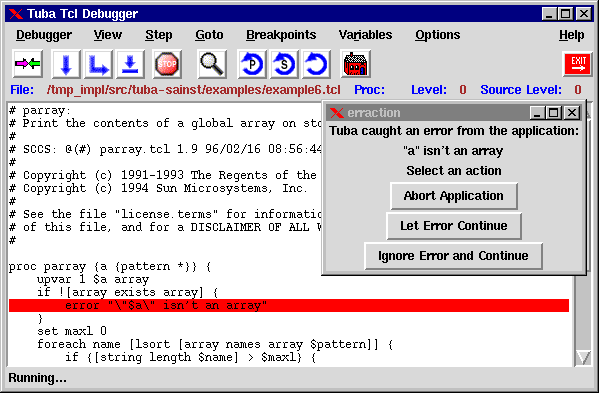 Tuba Tcl Debugger
Debugger View Step Goto Breakpoints Variables Options Help
STOP D S EXIT
File: /tmp_impl/src/tuba-sainst/examples/example6.tcl Proc: Level: 0 Source Level: 0
# parray:
# Print the contents of a global array on
#
# SCCS: @(#) parray.tcl 1.9 96/02/16 08:56:44
#
# Copyright (c) 1991-1993 The Regents of the
# Copyright (c) 1994 Sun Microsystems, Inc.
#
# See the file "license.terms" for
# of this file, and for a DISCLAIMER OF ALL
#
proc parray {a {pattern *}} {
upvar 1 $a array
if ![array exists array] {
error "\"$a\" isn't an array"
}
set maxl 0
foreach name [lsort [array names array $pattern]] {
if {[string length $name] > $maxl} {
Running...
erraction
Tuba caught an error from the application:
"a" isn't an array
Select an action
Abort Application
Let Error Continue
Ignore Error and Continue